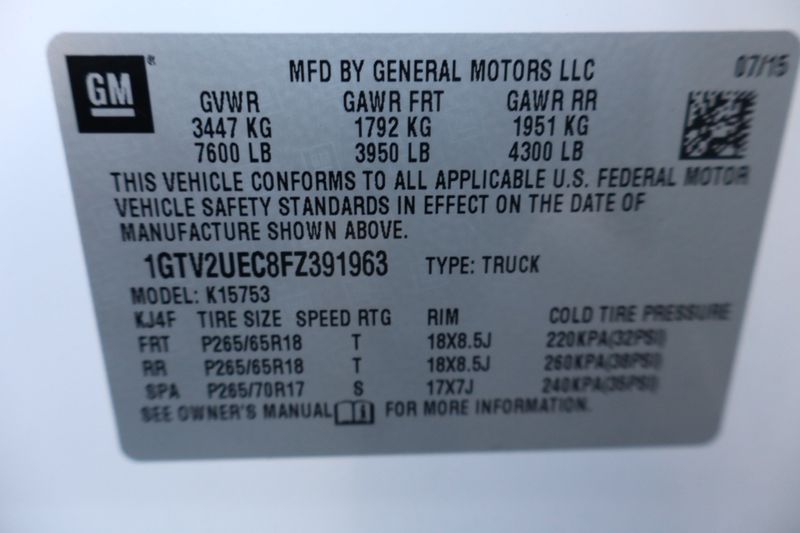 GM
MFD BY GENERAL MOTORS LLC 07/15
GVWR GAWR FRT GAWR RR
3447 KG 1792 KG 1951 KG
7600 LB 3950 LB 4300 LB
THIS VEHICLE CONFORMS TO ALL APPLICABLE U.S. FEDERAL MOTOR
VEHICLE SAFETY STANDARDS IN EFFECT ON THE DATE OF
MANUFACTURE SHOWN ABOVE.
1GTV2UEC8FZ391963 TYPE: TRUCK
MODEL: K15753
KJ4F TIRE SIZE SPEED RTG RIM COLD TIRE PRESSURE
FRT P265/65R18 T 18X8.5J 220KPA(32PSI)
RR P265/65R18 T 18X8.5J 260KPA(38PSI)
SPA P265/70R17 S 17X7J 240KPA(35PSI)
SEE OWNER'S MANUAL FOR MORE INFORMATION.